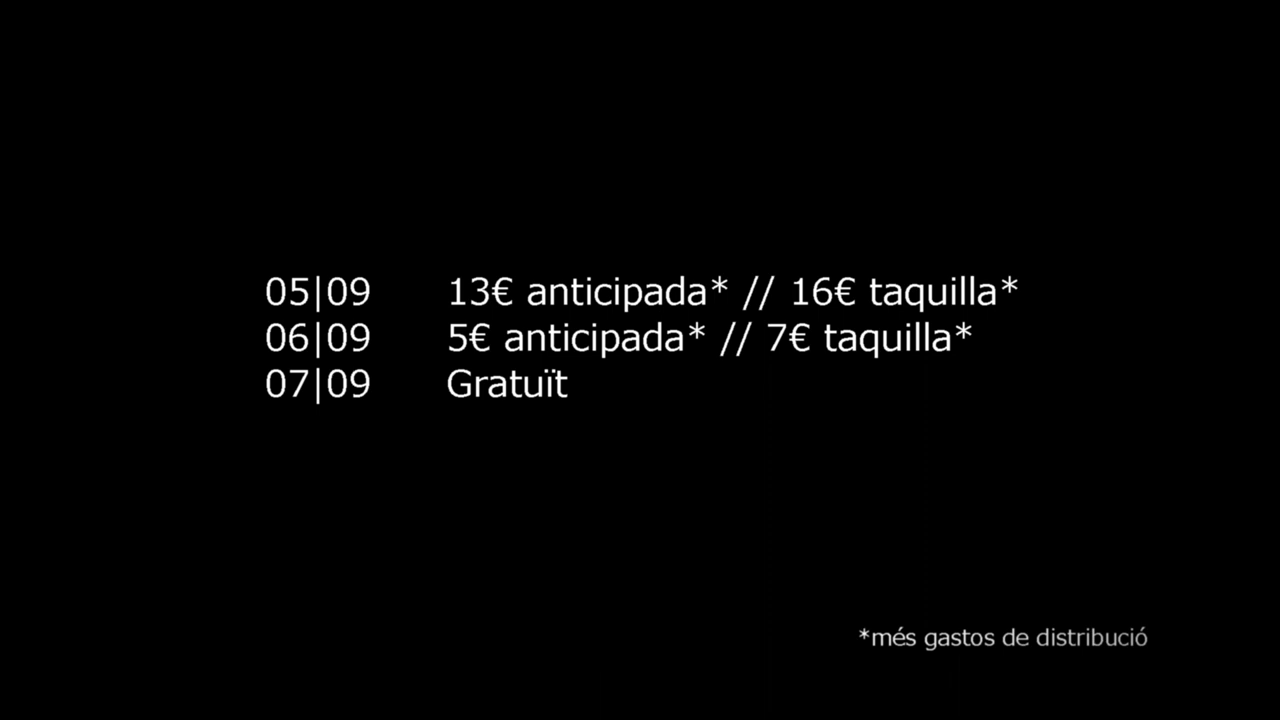 05|09 13€ anticipada* // 16€ taquilla*
06|09 5€ anticipada* // 7€ taquilla*
07|09 Gratuït
*més gastos de distribució